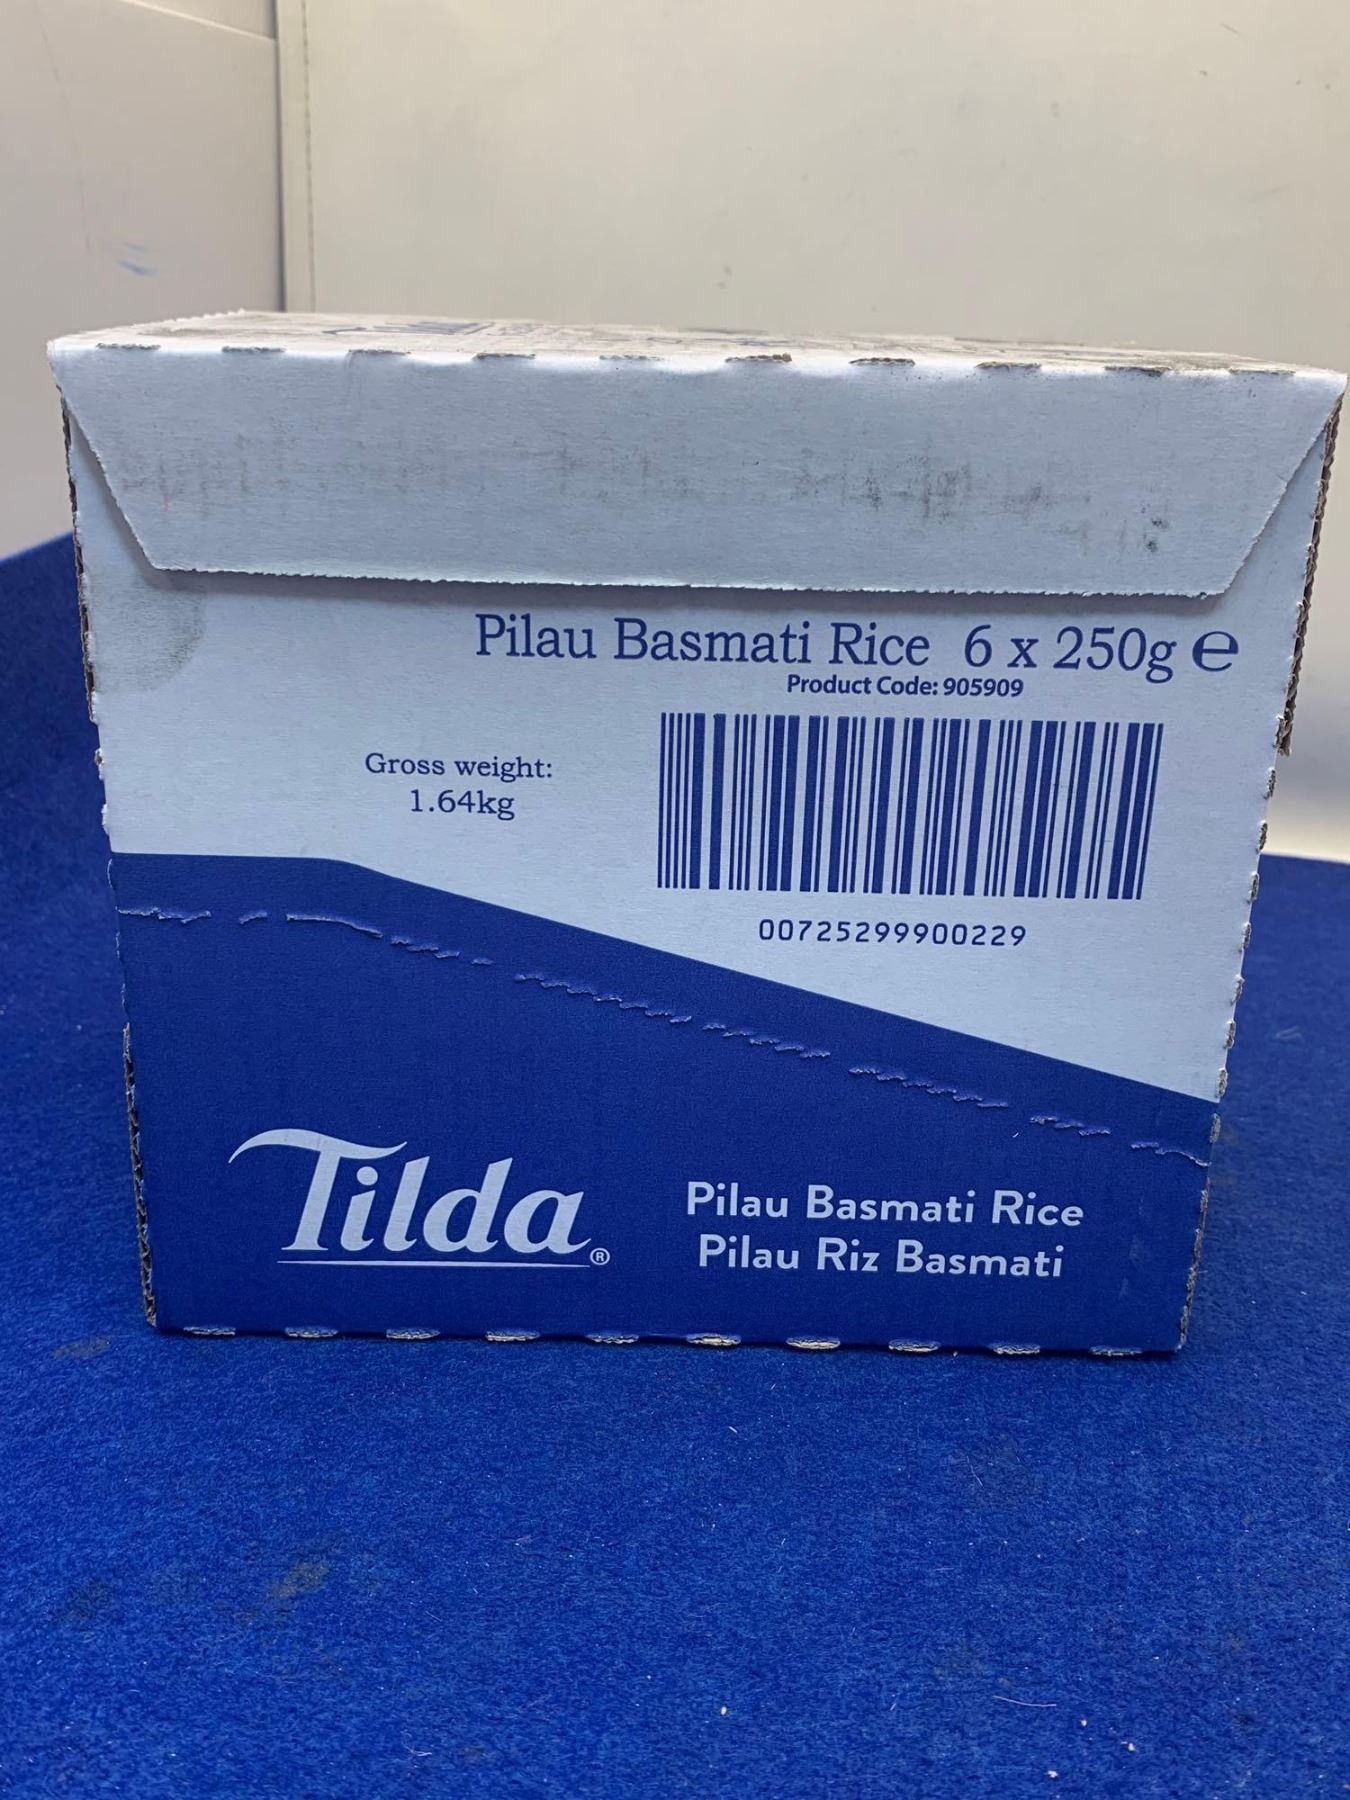 Pilau Basmati Rice 6 x 250g ℮
Product Code: 905909
Gross weight:
1.64kg
00725299900229
Tilda®
Pilau Basmati Rice
Pilau Riz Basmati